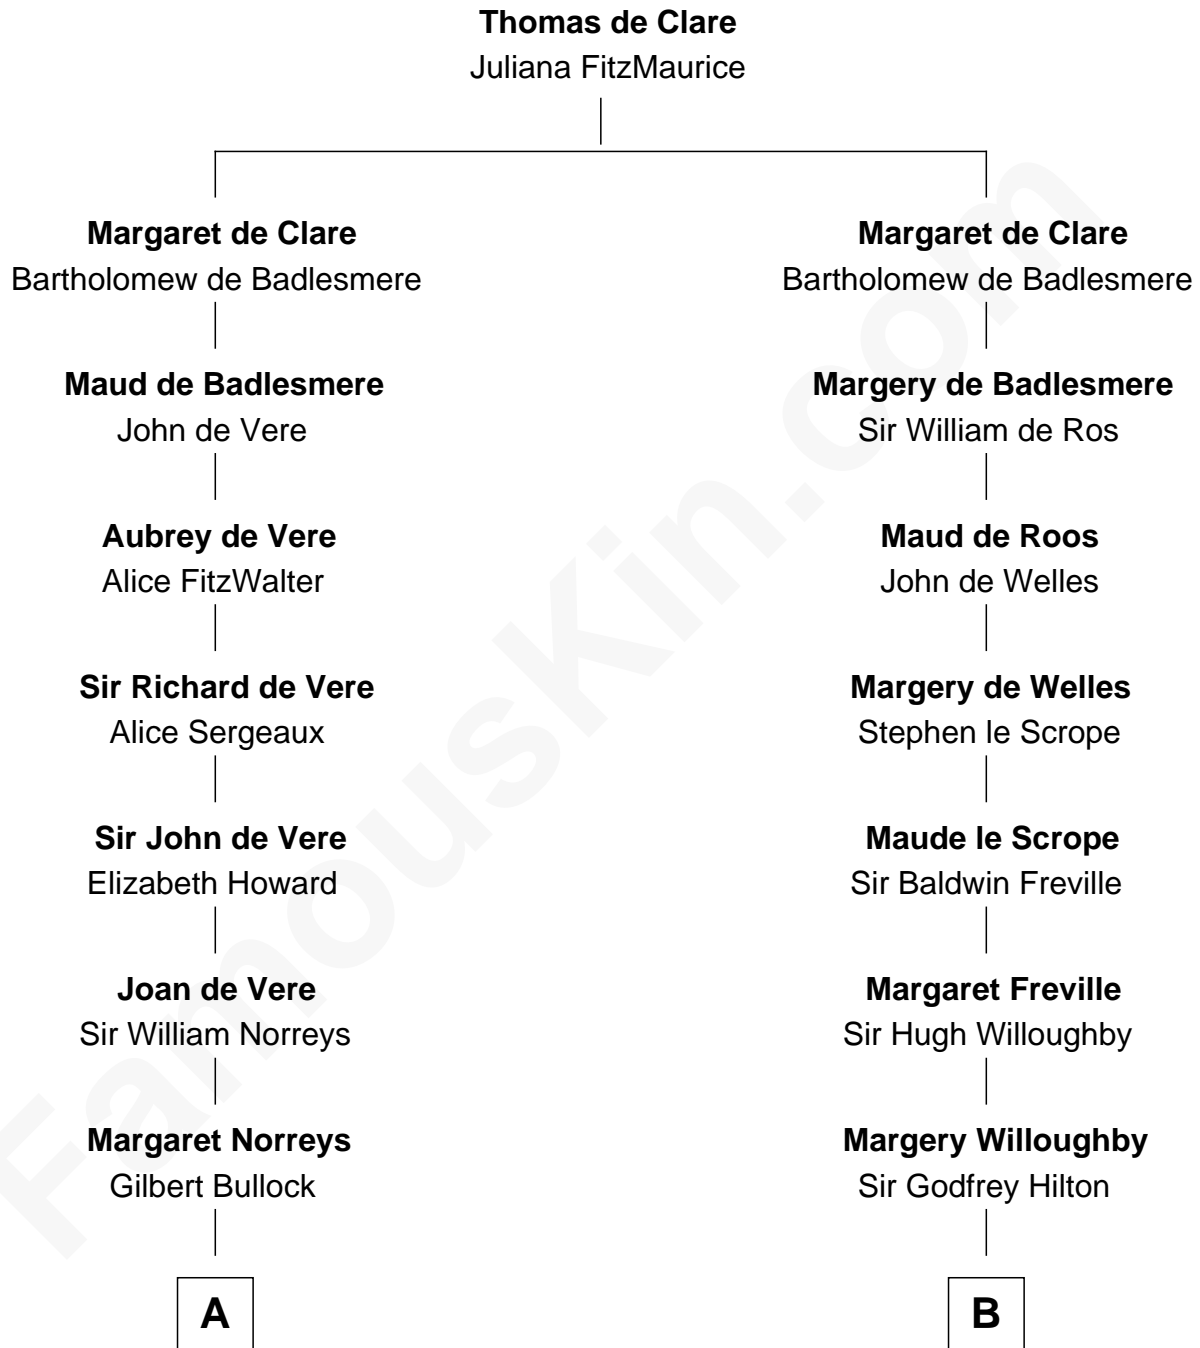 Thomas de Clare
Juliana FitzMaurice
Margaret de Clare
Bartholomew de Badlesmere
Margaret de Clare
Bartholomew de Badlesmere
Maud de Badlesmere
John de Vere
Margery de Badlesmere
Sir William de Ros
Aubrey de Vere
Alice FitzWalter
Maud de Roos
John de Welles
Sir Richard de Vere
Alice Sergeaux
Margery de Welles
Stephen le Scrope
Sir John de Vere
Elizabeth Howard
Maude le Scrope
Sir Baldwin Freville
Joan de Vere
Sir William Norreys
Margaret Freville
Sir Hugh Willoughby
Margaret Norreys
Gilbert Bullock
Margery Willoughby
Sir Godfrey Hilton
A
B
FamousKin.com